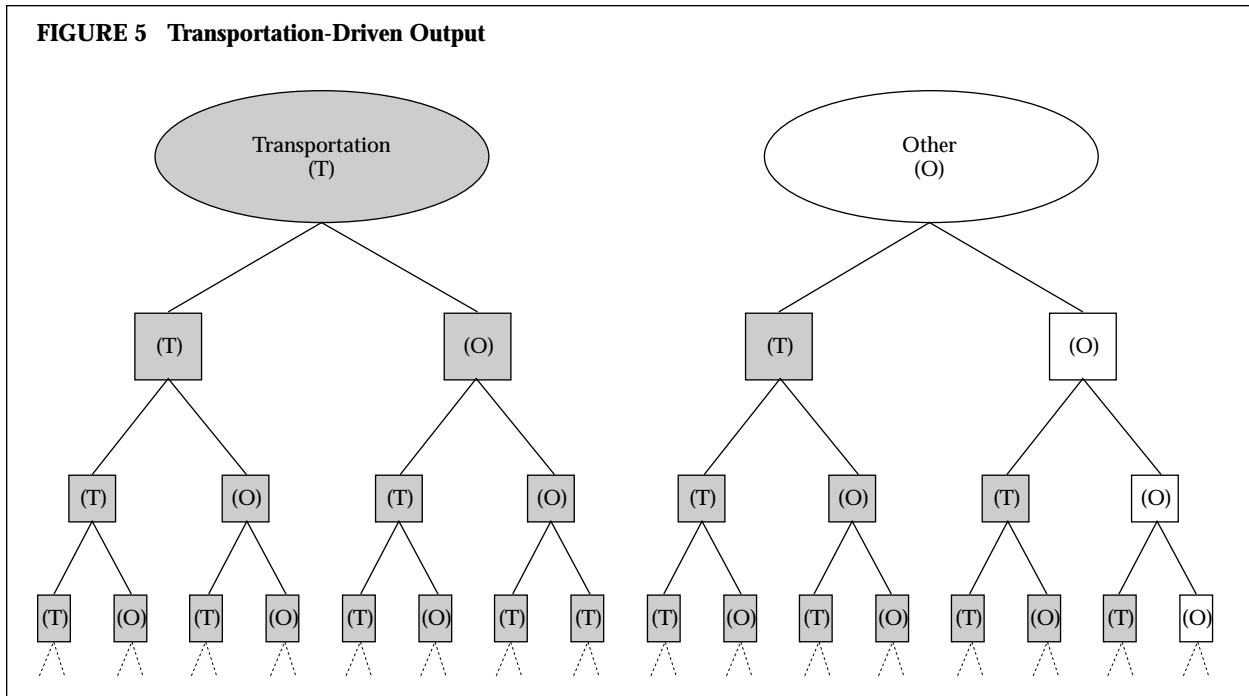 FIGURE 5 Transportation-Driven Output
Transportation
(T)
Other
(O)
(T) (O) (T) (O)
(T) (O) (T) (O) (T) (O) (T) (O)
(T) (O) (T) (O) (T) (O) (T) (T) (T) (O) (T) (O) (T) (O) (T) (O)